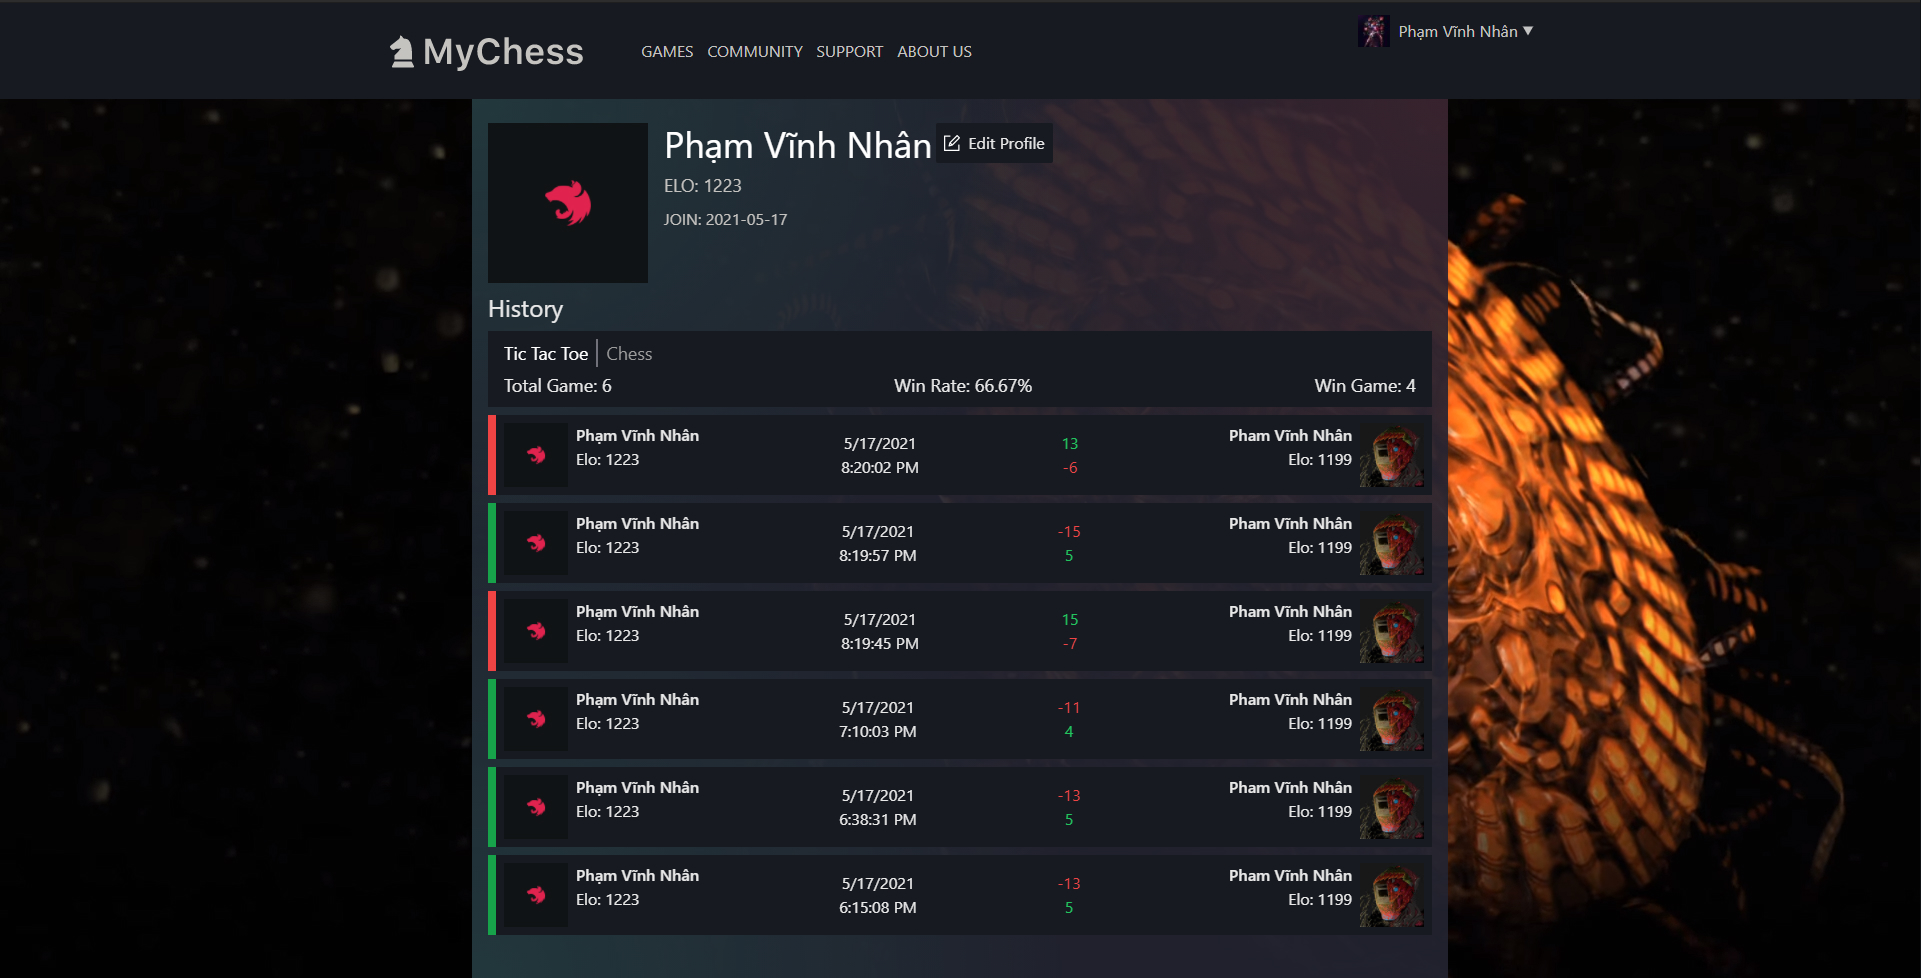 MyChess
GAMES COMMUNITY SUPPORT ABOUT US
Phạm Vĩnh Nhân ▼
Phạm Vĩnh Nhân
Edit Profile
ELO: 1223
JOIN: 2021-05-17
History
Tic Tac Toe | Chess
Total Game: 6 Win Rate: 66.67% Win Game: 4
Phạm Vĩnh Nhân 5/17/2021 13 Pham Vĩnh Nhân
Elo: 1223 8:20:02 PM -6 Elo: 1199
Phạm Vĩnh Nhân 5/17/2021 -15 Pham Vĩnh Nhân
Elo: 1223 8:19:57 PM 5 Elo: 1199
Phạm Vĩnh Nhân 5/17/2021 15 Pham Vĩnh Nhân
Elo: 1223 8:19:45 PM -7 Elo: 1199
Phạm Vĩnh Nhân 5/17/2021 -11 Pham Vĩnh Nhân
Elo: 1223 7:10:03 PM 4 Elo: 1199
Phạm Vĩnh Nhân 5/17/2021 -13 Pham Vĩnh Nhân
Elo: 1223 6:38:31 PM 5 Elo: 1199
Phạm Vĩnh Nhân 5/17/2021 -13 Pham Vĩnh Nhân
Elo: 1223 6:15:08 PM 5 Elo: 1199